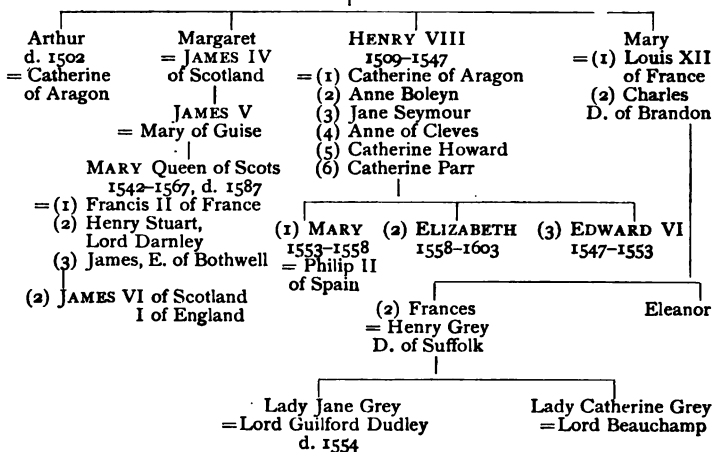 Arthur
d. 1502
= Catherine
of Aragon
Margaret
= JAMES IV
of Scotland
JAMES V
= Mary of Guise
MARY Queen of Scots
1542–1567, d. 1587
= (1) Francis II of France
(2) Henry Stuart,
Lord Darnley
(3) James, E. of Bothwell
(2) JAMES VI of Scotland
I of England
HENRY VIII
1509–1547
= (1) Catherine of Aragon
(2) Anne Boleyn
(3) Jane Seymour
(4) Anne of Cleves
(5) Catherine Howard
(6) Catherine Parr
(1) MARY
1553–1558
= Philip II
of Spain
(2) ELIZABETH
1558–1603
(3) EDWARD VI
1547–1553
Mary
= (1) Louis XII
of France
(2) Charles
D. of Brandon
(2) Frances
= Henry Grey
D. of Suffolk
Eleanor
Lady Jane Grey
= Lord Guilford Dudley
d. 1554
Lady Catherine Grey
= Lord Beauchamp